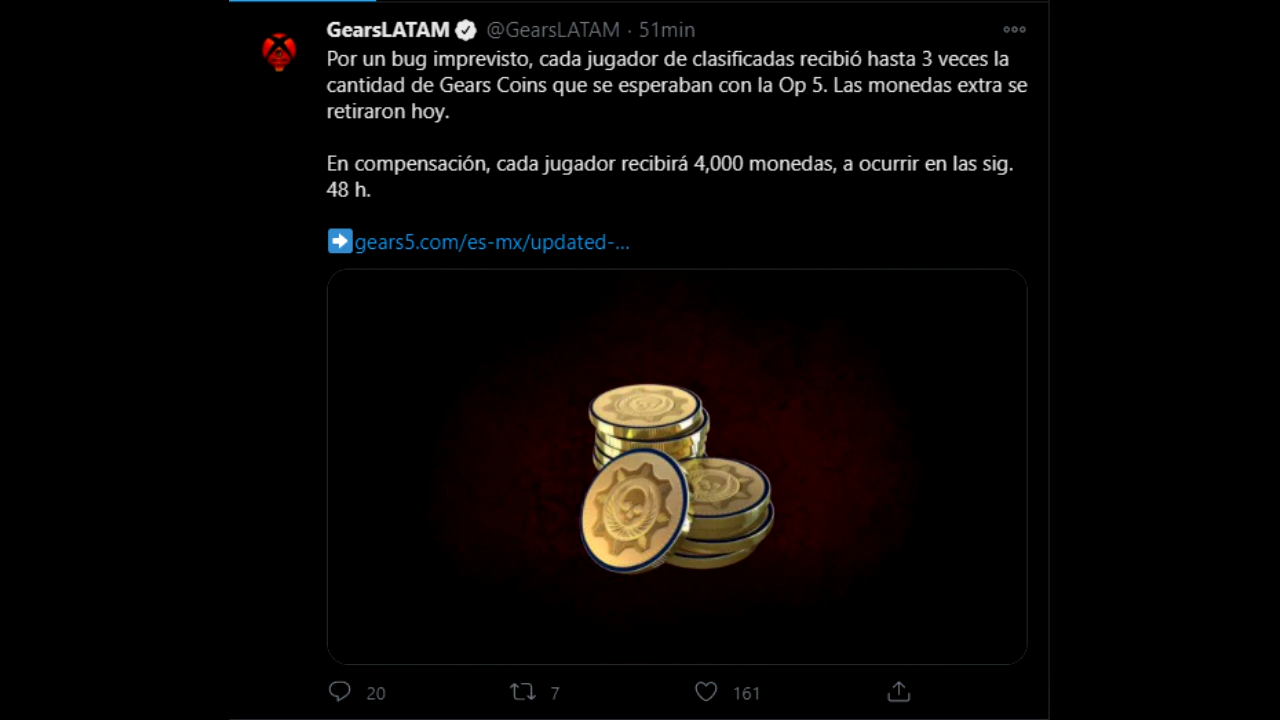 GearsLATAM @GearsLATAM · 51min
Por un bug imprevisto, cada jugador de clasificadas recibió hasta 3 veces la
cantidad de Gears Coins que se esperaban con la Op 5. Las monedas extra se
retiraron hoy.
En compensación, cada jugador recibirá 4,000 monedas, a ocurrir en las sig.
48 h.
➡gears5.com/es-mx/updated-...
20 7 161